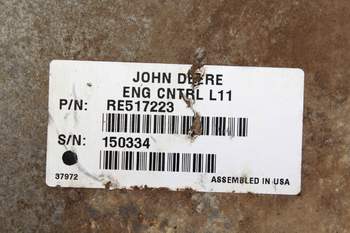 JOHN DEERE
ENG CNTRL L11
P/N: RE517223
S/N: 150334
37972 ASSEMBLED IN USA